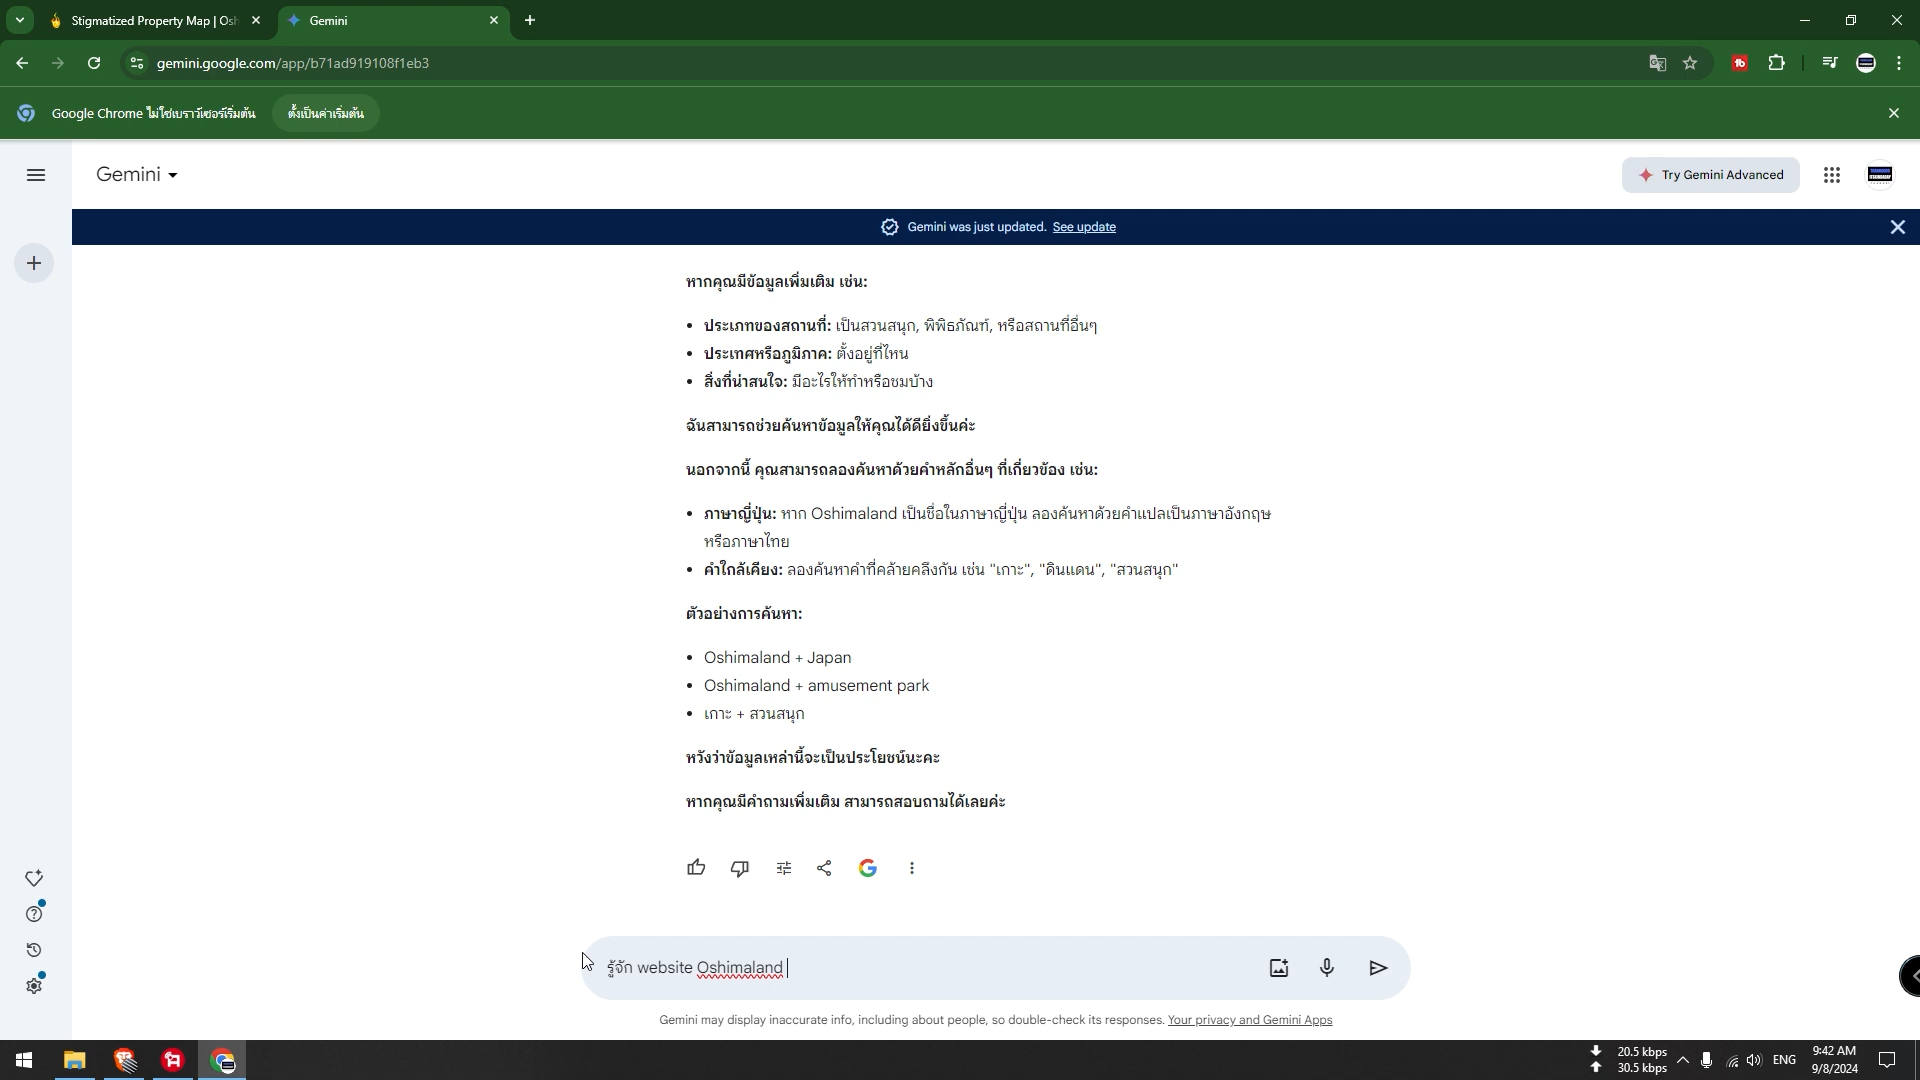 Stigmatized Property Map | Osh
Gemini
gemini.google.com/app/b71ad919108f1eb3
Google Chrome ไม่ใช่เบราว์เซอร์เริ่มต้น
ตั้งเป็นค่าเริ่มต้น
Gemini
Try Gemini Advanced
Gemini was just updated. See update
หากคุณมีข้อมูลเพิ่มเติม เช่น:
• ประเภทของสถานที่: เป็นสวนสนุก, พิพิธภัณฑ์, หรือสถานที่อื่นๆ
• ประเทศหรือภูมิภาค: ตั้งอยู่ที่ไหน
• สิ่งที่น่าสนใจ: มีอะไรให้ทำหรือชมบ้าง
ฉันสามารถช่วยค้นหาข้อมูลให้คุณได้ดียิ่งขึ้นค่ะ
นอกจากนี้ คุณสามารถลองค้นหาด้วยคำหลักอื่นๆ ที่เกี่ยวข้อง เช่น:
• ภาษาญี่ปุ่น: หาก Oshimaland เป็นชื่อในภาษาญี่ปุ่น ลองค้นหาด้วยคำแปลเป็นภาษาอังกฤษ
หรือภาษาไทย
• คำใกล้เคียง: ลองค้นหาคำที่คล้ายคลึงกัน เช่น "เกาะ", "ดินแดน", "สวนสนุก"
ตัวอย่างการค้นหา:
• Oshimaland + Japan
• Oshimaland + amusement park
• เกาะ + สวนสนุก
หวังว่าข้อมูลเหล่านี้จะเป็นประโยชน์นะคะ
หากคุณมีคำถามเพิ่มเติม สามารถสอบถามได้เลยค่ะ
รู้จัก website Oshimaland
Gemini may display inaccurate info, including about people, so double-check its responses. Your privacy and Gemini Apps
20.5 kbps
30.5 kbps
ENG
9:42 AM
9/8/2024